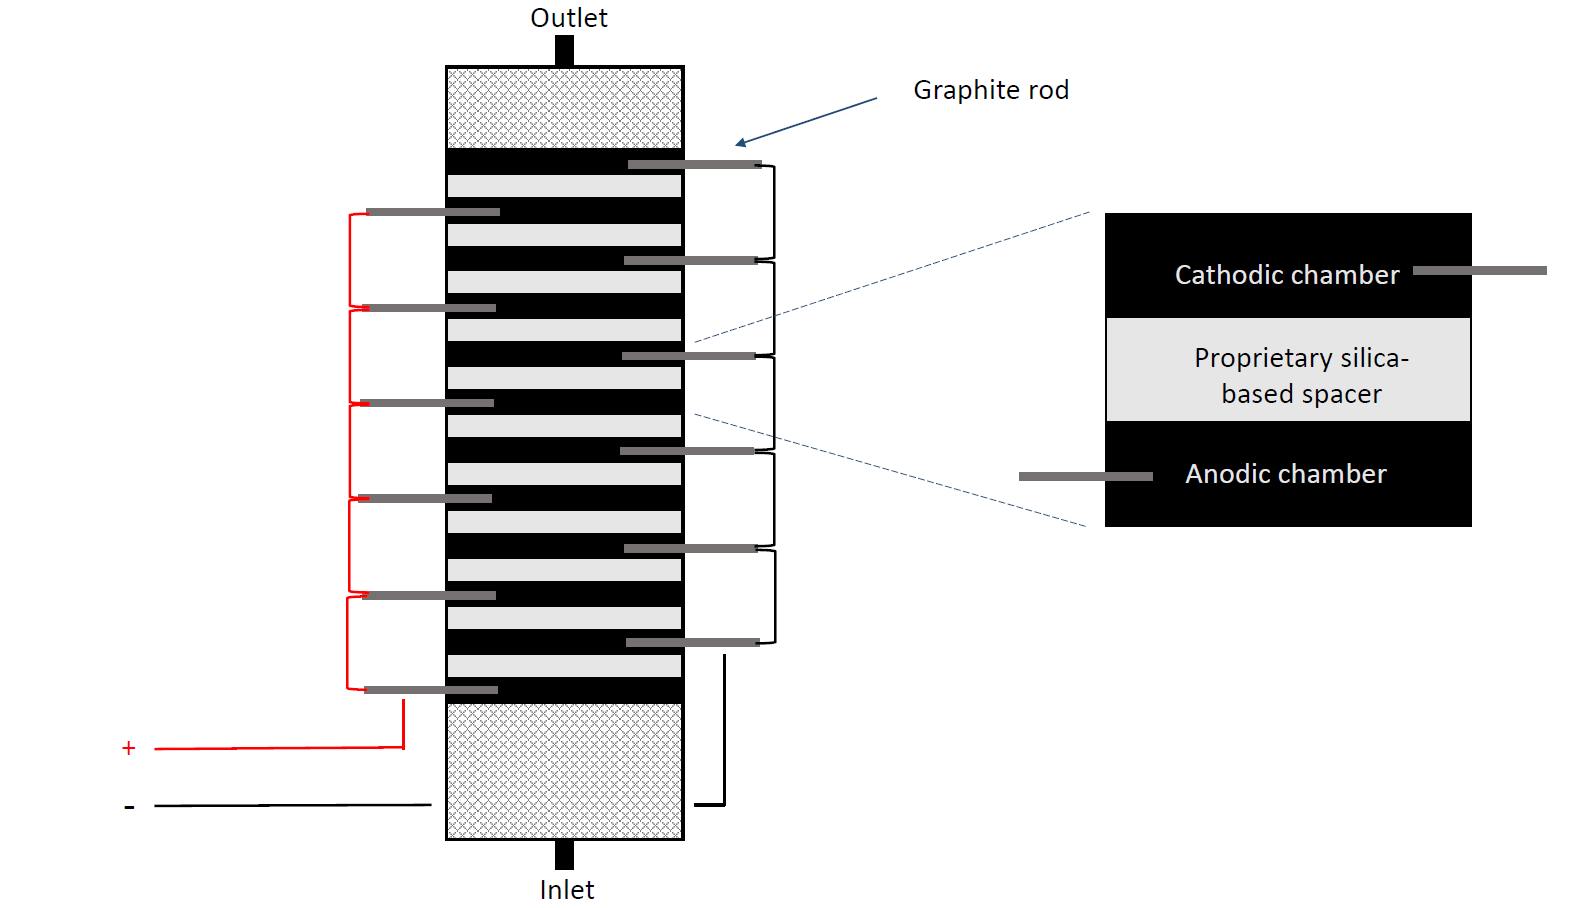 Outlet
Graphite rod
Cathodic chamber
Proprietary silica-
based spacer
Anodic chamber
+
-
Inlet